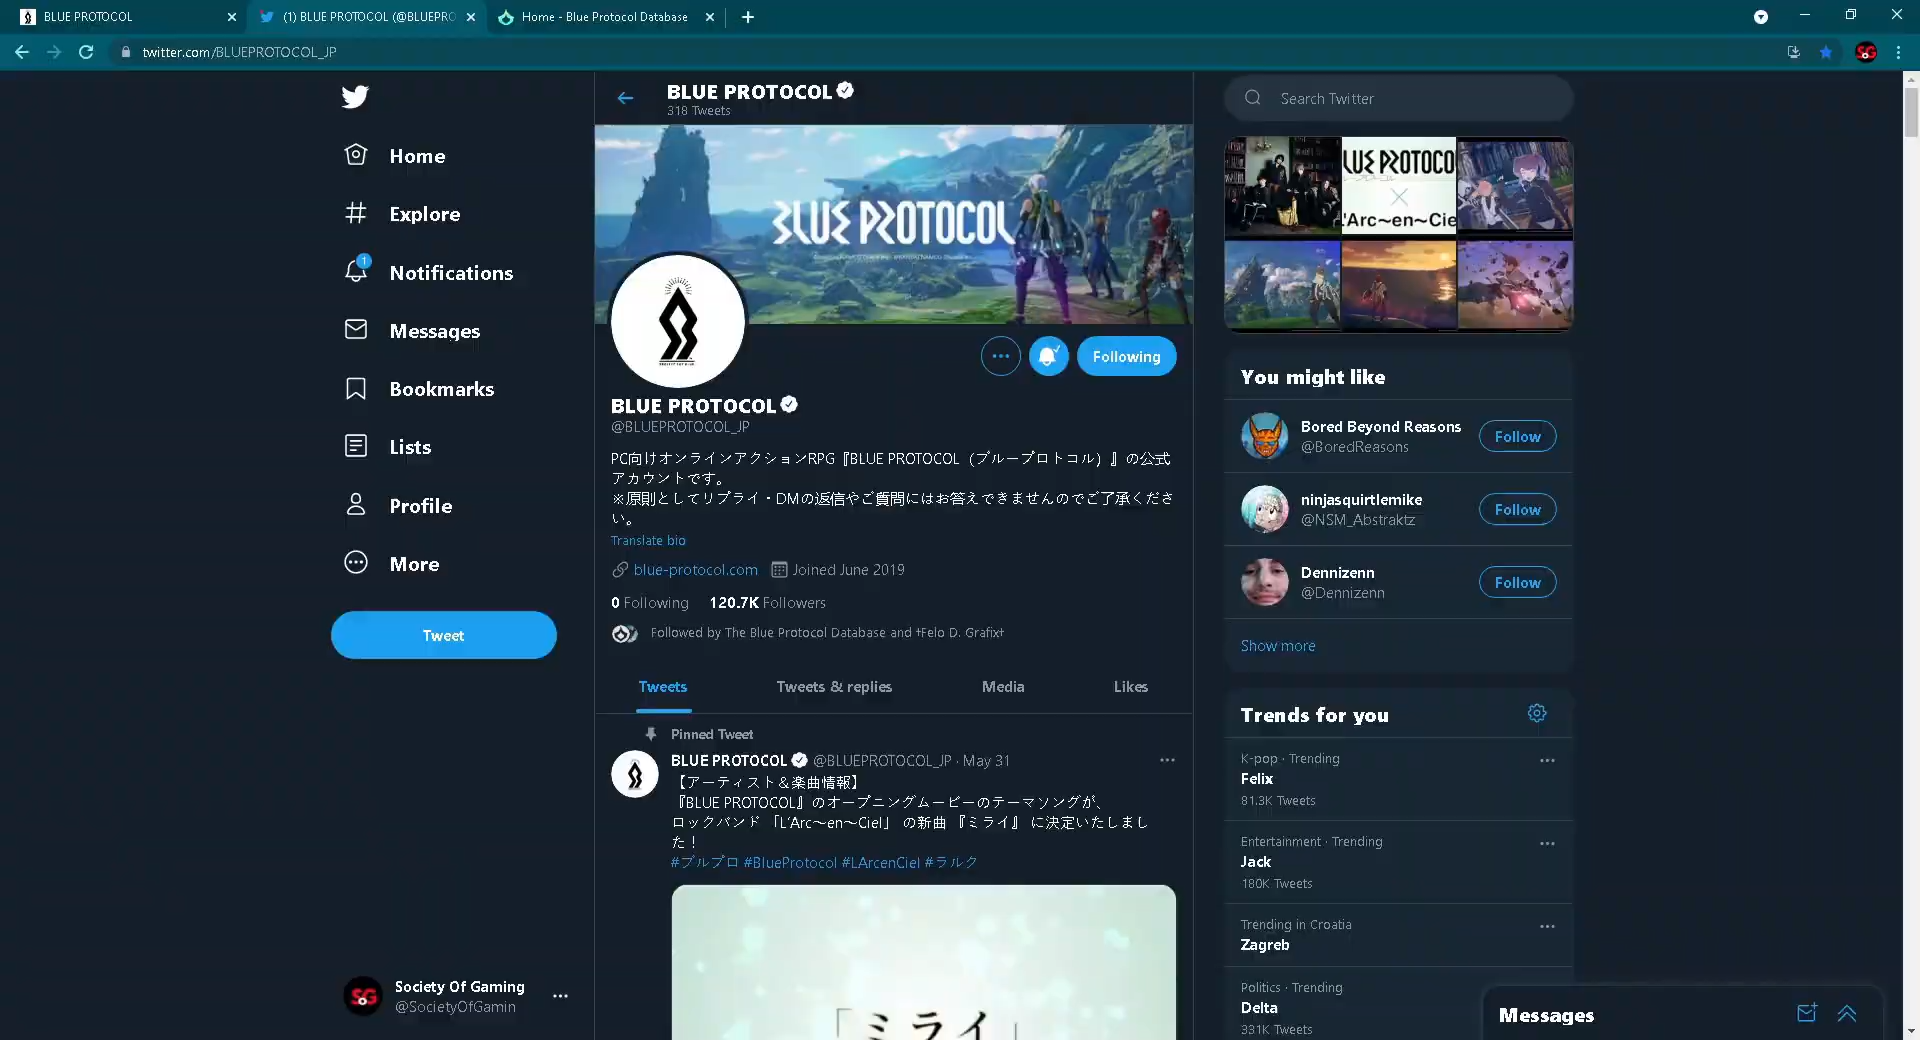 BLUE PROTOCOL
(1) BLUE PROTOCOL (@BLUEPRO
Home - Blue Protocol Database
twitter.com/BLUEPROTOCOL_JP
Home
Explore
1
Notifications
Messages
Bookmarks
Lists
Profile
More
Tweet
Society Of Gaming
@SocietyOfGamin
BLUE PROTOCOL
318 Tweets
BLUE PROTOCOL
Following
BLUE PROTOCOL
@BLUEPROTOCOL_JP
PC向けオンラインアクションRPG『BLUE PROTOCOL（ブループロトコル）』の公式
アカウントです。
※原則としてリプライ・DMの返信やご質問にはお答えできませんのでご了承くださ
い。
Translate bio
blue-protocol.com Joined June 2019
0 Following 120.7K Followers
Followed by The Blue Protocol Database and †Felo D. Grafix†
Tweets Tweets & replies Media Likes
Pinned Tweet
BLUE PROTOCOL @BLUEPROTOCOL_JP · May 31
【アーティスト＆楽曲情報】
『BLUE PROTOCOL』のオープニングムービーのテーマソングが、
ロックバンド 「L'Arc～en～Ciel」 の新曲 『ミライ』 に決定いたしまし
た！
#ブルプロ #BlueProtocol #LArcenCiel #ラルク
「ミライ」
Search Twitter
LUE PROTOCO
×
'Arc～en～Cie
You might like
Bored Beyond Reasons
@BoredReasons
Follow
ninjasquirtlemike
@NSM_Abstraktz
Follow
Dennizenn
@Dennizenn
Follow
Show more
Trends for you
K-pop · Trending
Felix
81.3K Tweets
Entertainment · Trending
Jack
180K Tweets
Trending in Croatia
Zagreb
Politics · Trending
Delta
331K Tweets
Messages
SG